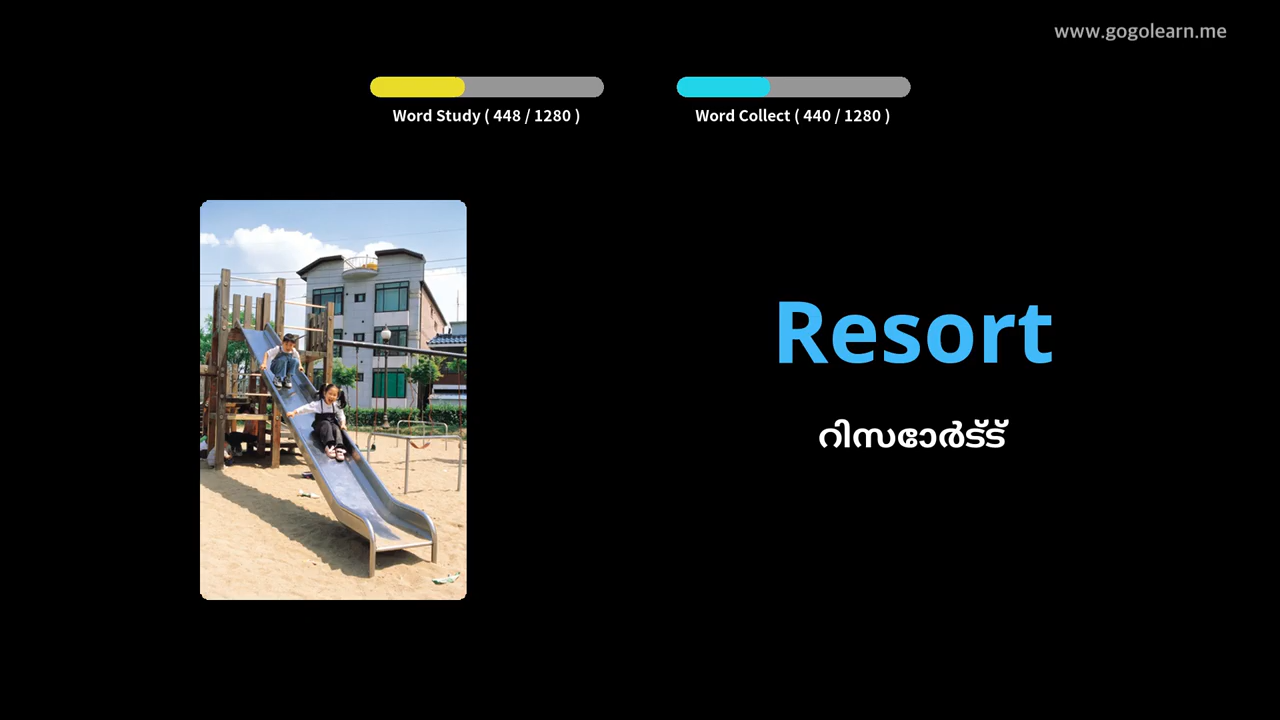 www.gogolearn.me
Word Study ( 448 / 1280 )
Word Collect ( 440 / 1280 )
Resort
റിസോർട്ട്